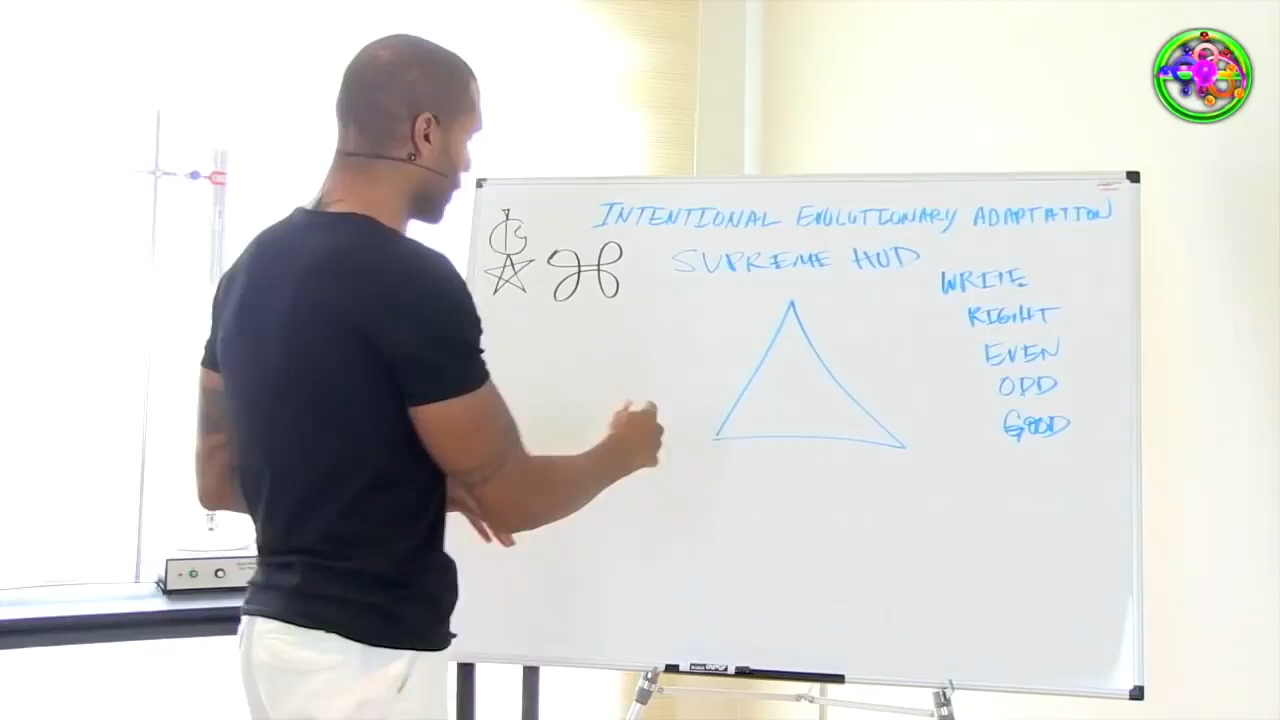 INTENTIONAL EVOLUTIONARY ADAPTATION
SUPREME HUD
WRITE
RIGHT
EVEN
ODD
GOOD